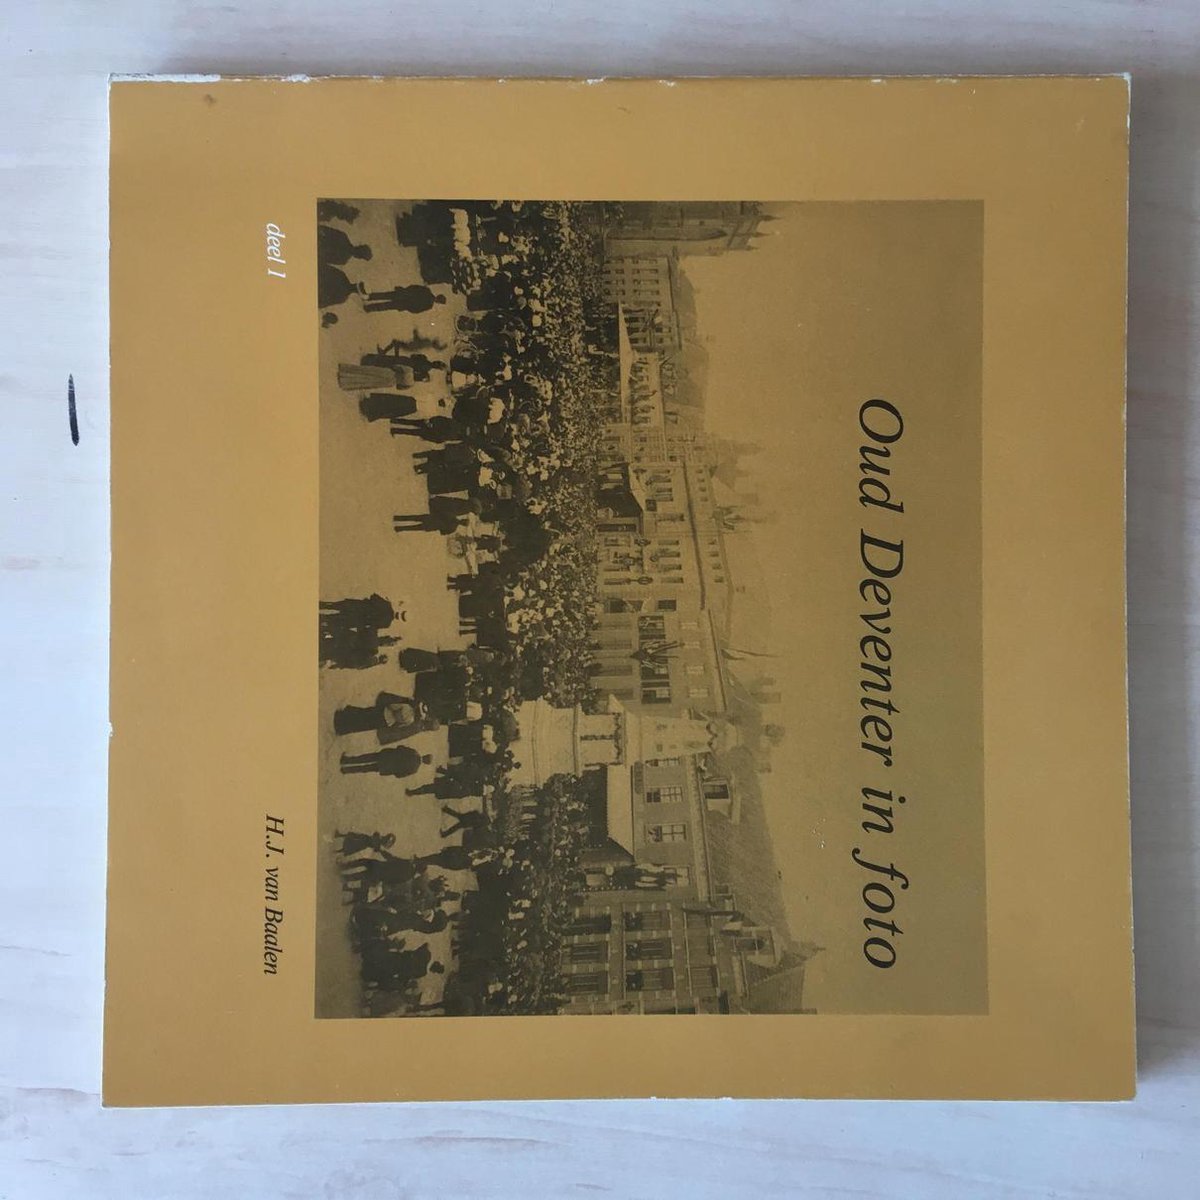 Oud Deventer in foto
deel I
H.J. van Baalen